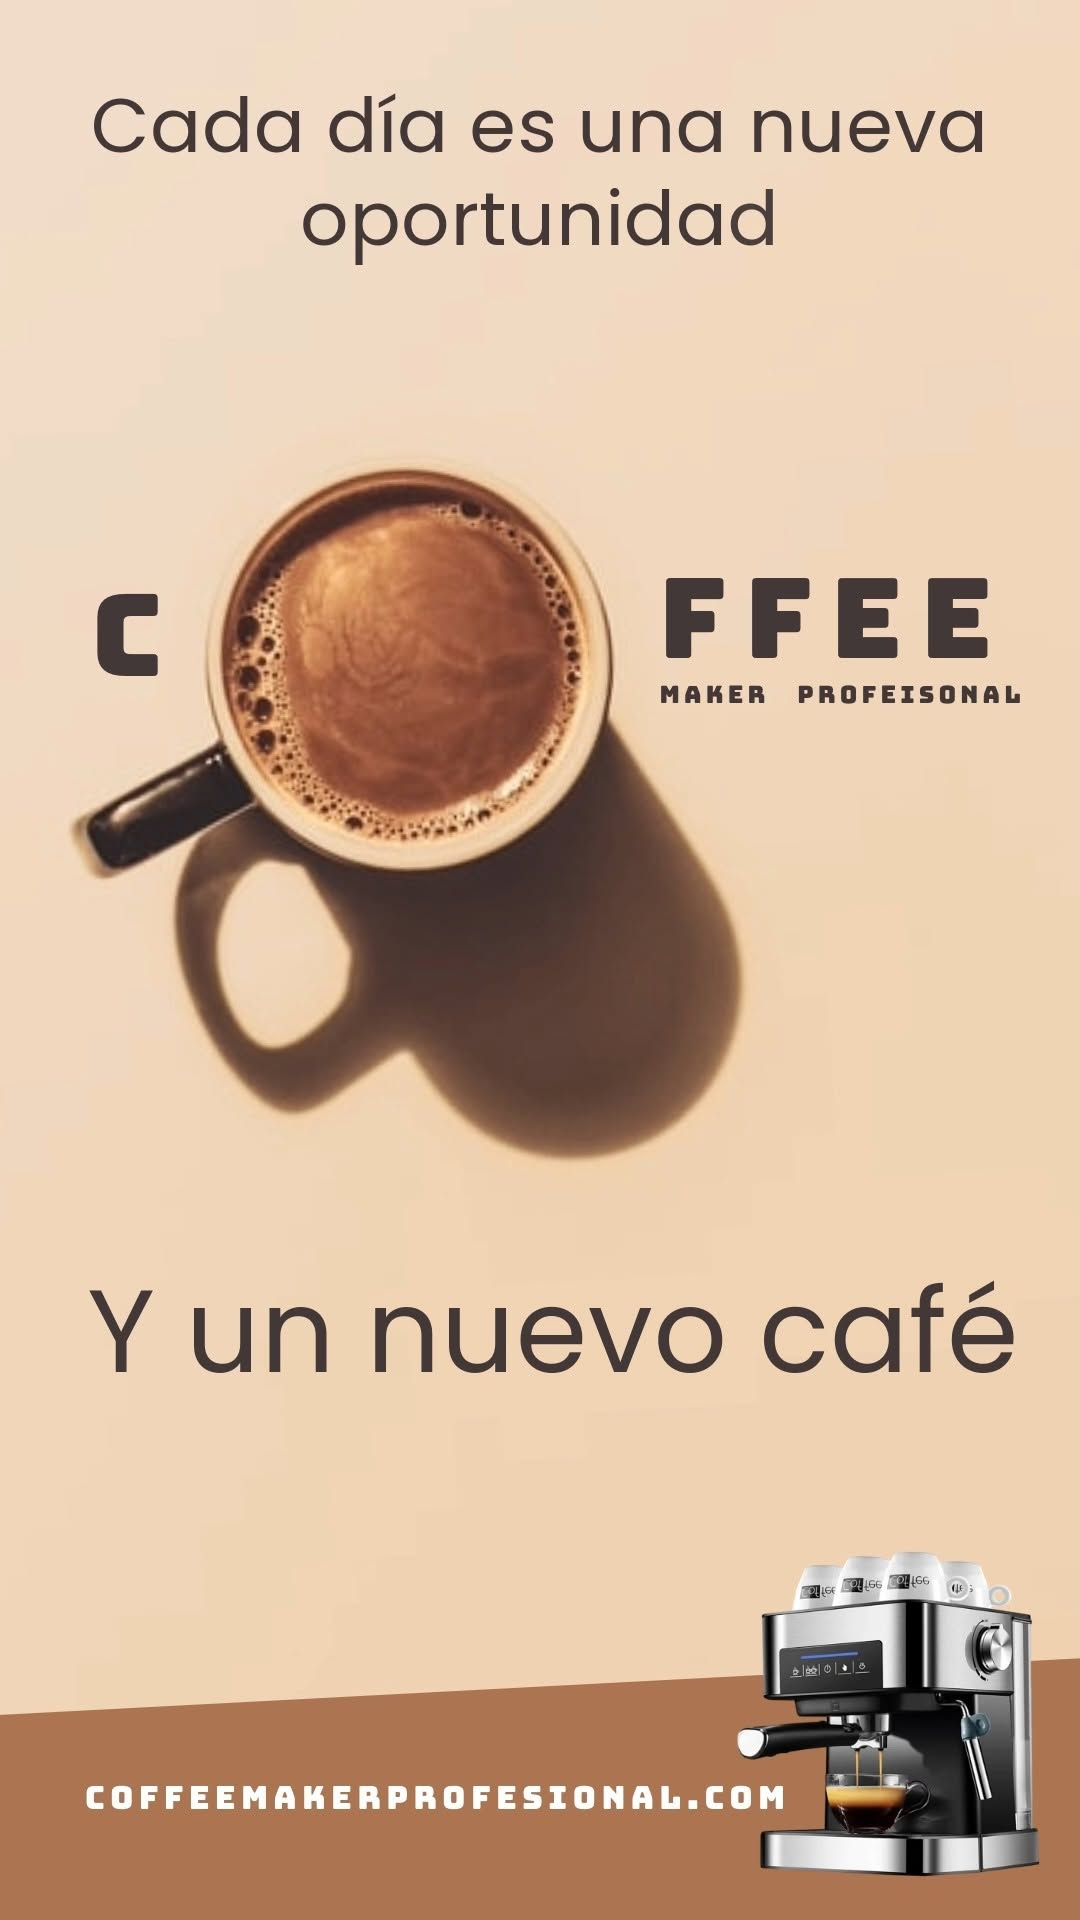 Cada día es una nueva
oportunidad
C FFEE
MAKER PROFEISONAL
Y un nuevo café
COFFEEMAKERPROFESIONAL.COM